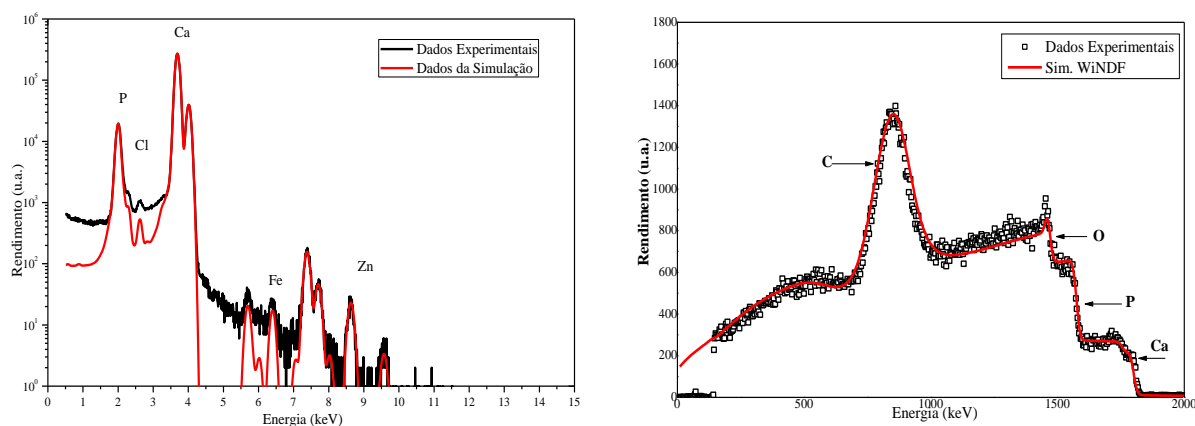 10⁶
10⁵
10⁴
10³
10²
10¹
10⁰
Rendimento (u.a.)
Ca
P
Cl
Fe
Zn
Dados Experimentais
Dados da Simulação
0 1 2 3 4 5 6 7 8 9 10 11 12 13 14 15
Energia (keV)
1800
1600
1400
1200
1000
800
600
400
200
0
Rendimento (u.a.)
Dados Experimentais
Sim. WiNDF
C
O
P
Ca
0 500 1000 1500 2000
Energia (keV)